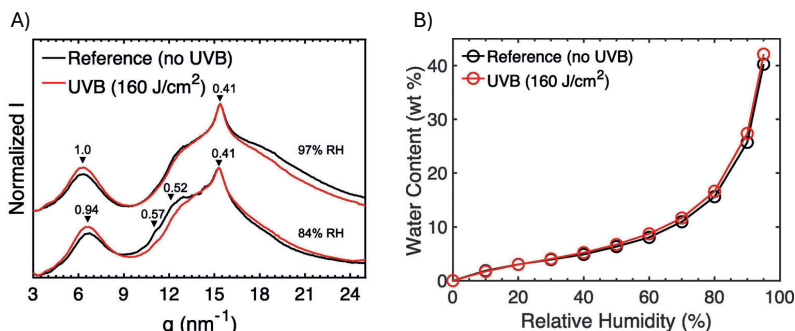 A)
Reference (no UVB)
UVB (160 J/cm²)
0.41
97% RH
1.0
0.41
0.52
0.57
0.94
84% RH
Normalized I
3 6 9 12 15 18 21 24
q (nm⁻¹)
B)
Reference (no UVB)
UVB (160 J/cm²)
Water Content (wt %)
40
30
20
10
0
0 20 40 60 80 100
Relative Humidity (%)